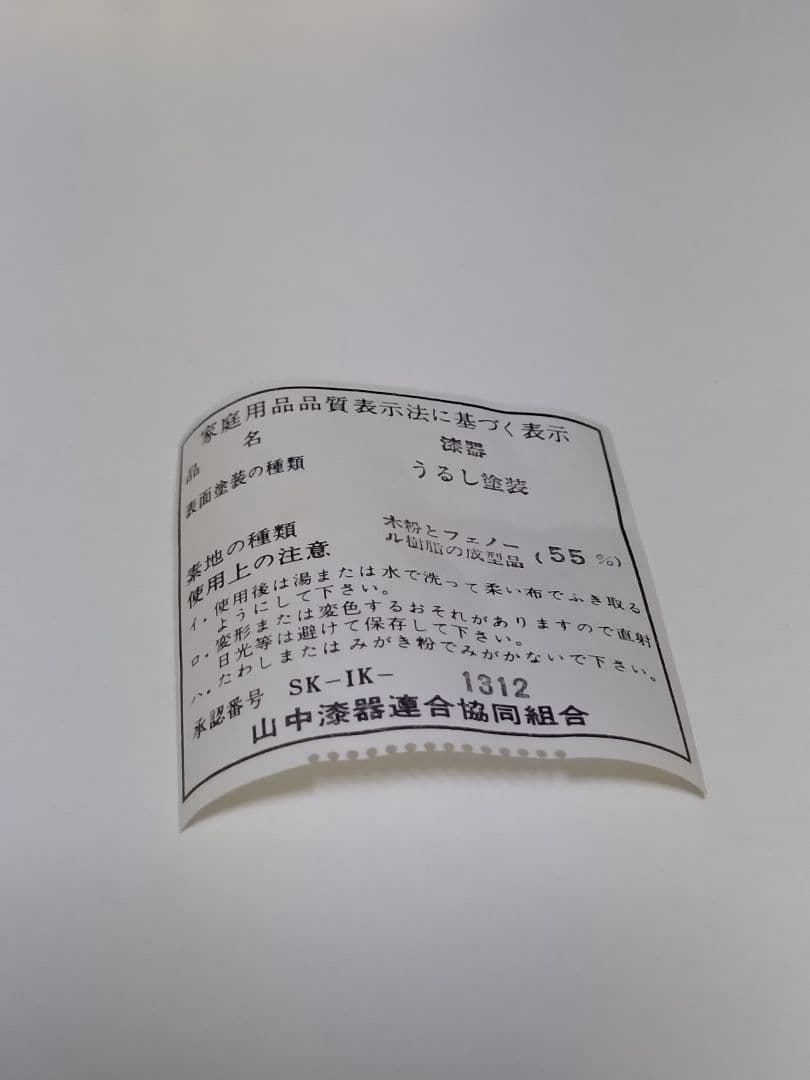 家庭用品品質表示法に基づく表示
品 名 漆器
表面塗装の種類 うるし塗装
素地の種類 木粉とフェノー
ル樹脂の成型品 (55%)
使用上の注意
イ・使用後は湯または水で洗って柔い布でふき取る
ようにして下さい。
ロ・変形または変色するおそれがありますので直射
日光等は避けて保存して下さい。
ハ・たわしまたはみがき粉でみがかないで下さい。
承認番号 SK-IK- 1312
山中漆器連合協同組合